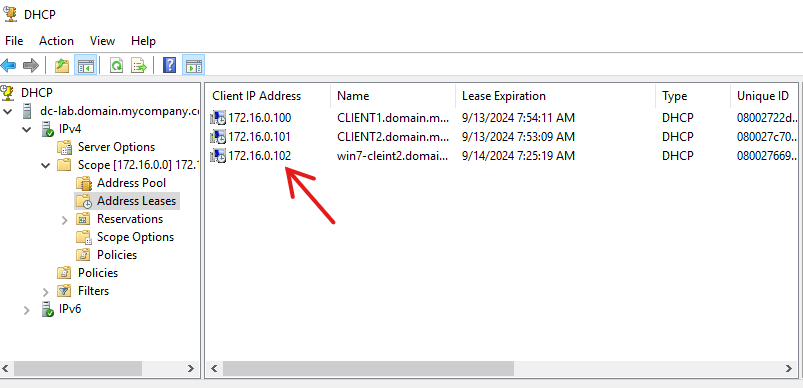 DHCP
File Action View Help
DHCP
dc-lab.domain.mycompany.co
IPv4
Server Options
Scope [172.16.0.0] 172.1
Address Pool
Address Leases
Reservations
Scope Options
Policies
Policies
Filters
IPv6
Client IP Address Name Lease Expiration Type Unique ID
172.16.0.100 CLIENT1.domain.m... 9/13/2024 7:54:11 AM DHCP 08002722d
172.16.0.101 CLIENT2.domain.m... 9/13/2024 7:53:09 AM DHCP 080027c70
172.16.0.102 win7-cleint2.domai... 9/14/2024 7:25:19 AM DHCP 080027669